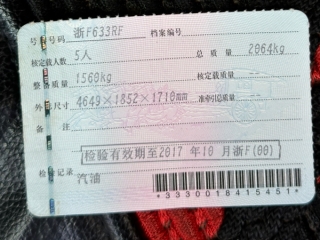 号牌号码 浙F633RF 档案编号
核定载人数 5人 总质量 2064kg
整备质量 1560kg 核定载质量 --
外廓尺寸 4649×1852×1710mm 准牵引总质量 --
备注
检验有效期至2017年10月浙F(00)
检验记录
汽油
*3330018415451*